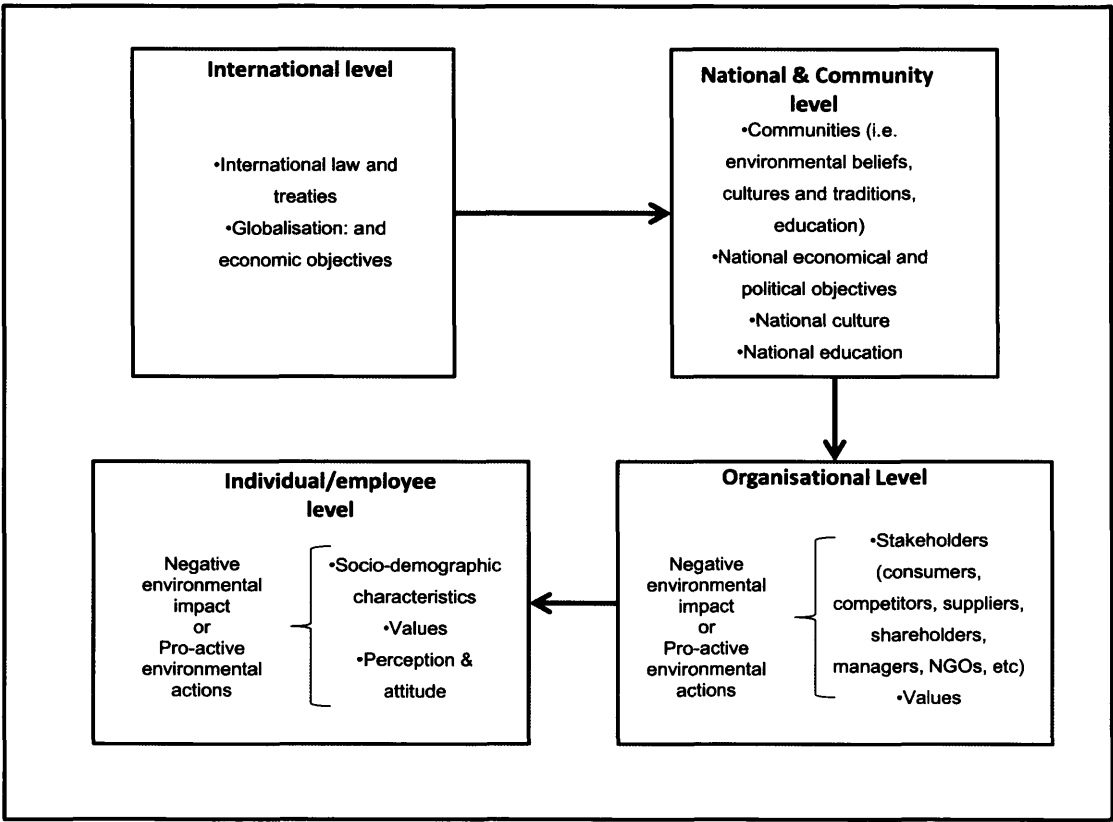 International level
•International law and
treaties
•Globalisation: and
economic objectives
National & Community
level
•Communities (i.e.
environmental beliefs,
cultures and traditions,
education)
•National economical and
political objectives
•National culture
•National education
Individual/employee
level
Negative
environmental
impact
or
Pro-active
environmental
actions
•Socio-demographic
characteristics
•Values
•Perception &
attitude
Organisational Level
Negative
environmental
impact
or
Pro-active
environmental
actions
•Stakeholders
(consumers,
competitors, suppliers,
shareholders,
managers, NGOs, etc)
•Values